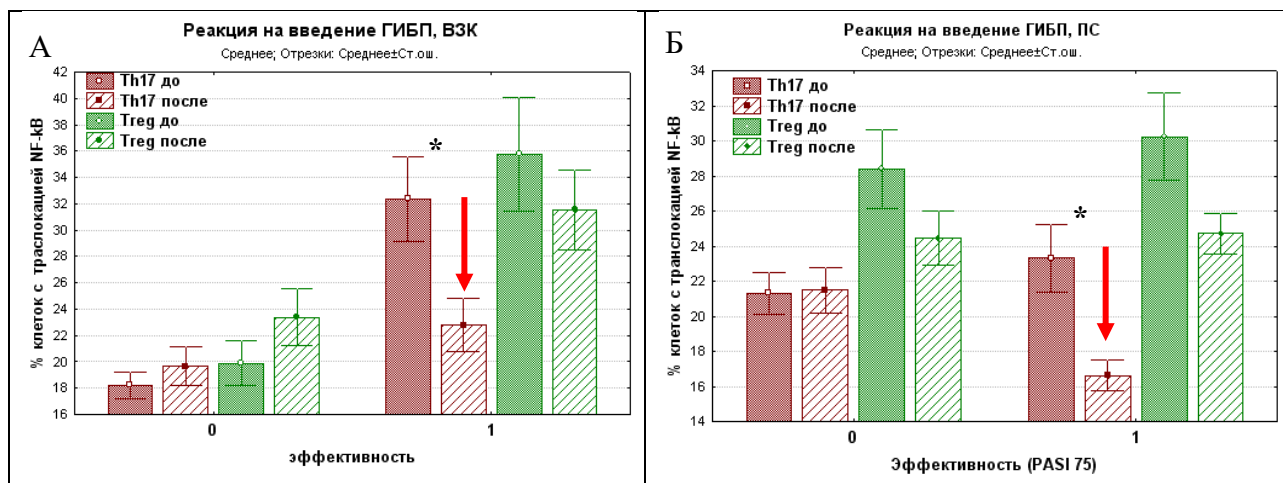 А
Реакция на введение ГИБП, ВЗК
Среднее; Отрезки: Среднее±Ст.ош.
Th17 до
Th17 после
Treg до
Treg после
% клеток с траслокацией NF-kB
42
40
38
36
34
32
30
28
26
24
22
20
18
16
*
0
1
эффективность
Б
Реакция на введение ГИБП, ПС
Среднее; Отрезки: Среднее±Ст.ош.
Th17 до
Th17 после
Treg до
Treg после
% клеток с транслокацией NF-kB
34
32
30
28
26
24
22
20
18
16
14
*
0
1
Эффективность (PASI 75)